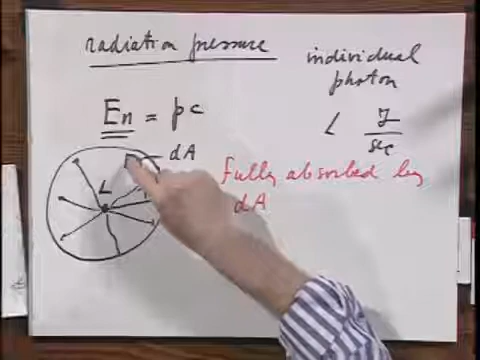 radiation pressure
individual
photon
En = pc
L J/sec
L
dA
fully absorbed by
dA